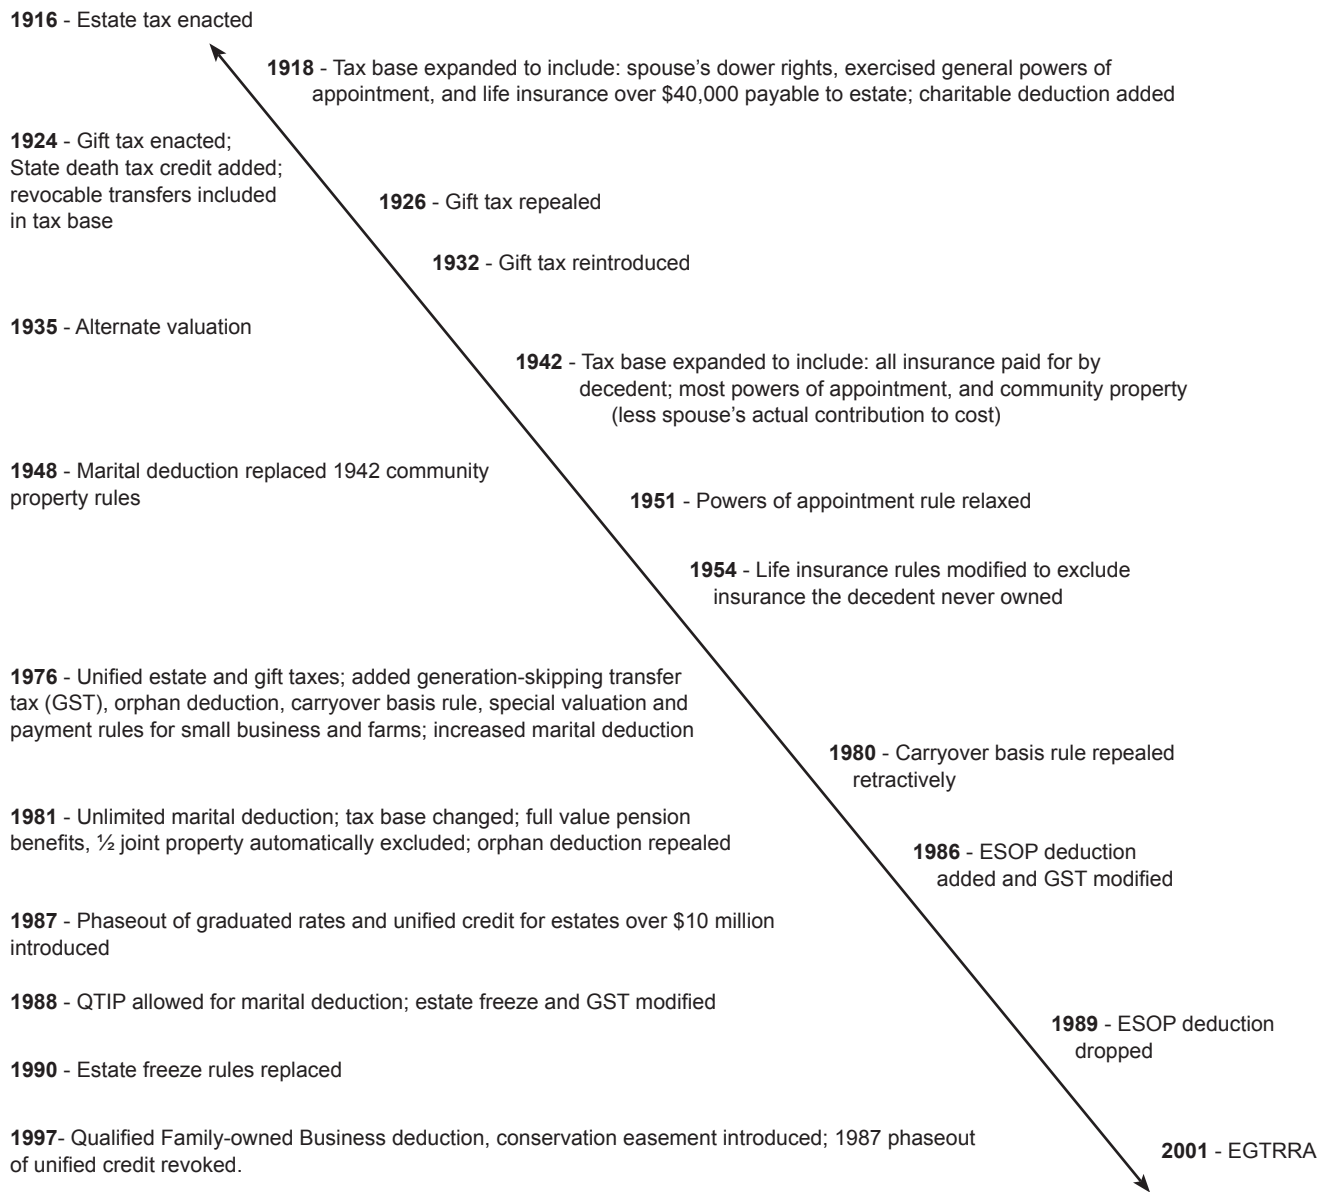 1916 - Estate tax enacted
1918 - Tax base expanded to include: spouse's dower rights, exercised general powers of
appointment, and life insurance over $40,000 payable to estate; charitable deduction added
1924 - Gift tax enacted;
State death tax credit added;
revocable transfers included
in tax base
1926 - Gift tax repealed
1932 - Gift tax reintroduced
1935 - Alternate valuation
1942 - Tax base expanded to include: all insurance paid for by
decedent; most powers of appointment, and community property
(less spouse's actual contribution to cost)
1948 - Marital deduction replaced 1942 community
property rules
1951 - Powers of appointment rule relaxed
1954 - Life insurance rules modified to exclude
insurance the decedent never owned
1976 - Unified estate and gift taxes; added generation-skipping transfer
tax (GST), orphan deduction, carryover basis rule, special valuation and
payment rules for small business and farms; increased marital deduction
1980 - Carryover basis rule repealed
retractively
1981 - Unlimited marital deduction; tax base changed; full value pension
benefits, ½ joint property automatically excluded; orphan deduction repealed
1986 - ESOP deduction
added and GST modified
1987 - Phaseout of graduated rates and unified credit for estates over $10 million
introduced
1988 - QTIP allowed for marital deduction; estate freeze and GST modified
1989 - ESOP deduction
dropped
1990 - Estate freeze rules replaced
1997- Qualified Family-owned Business deduction, conservation easement introduced; 1987 phaseout
of unified credit revoked.
2001 - EGTRRA